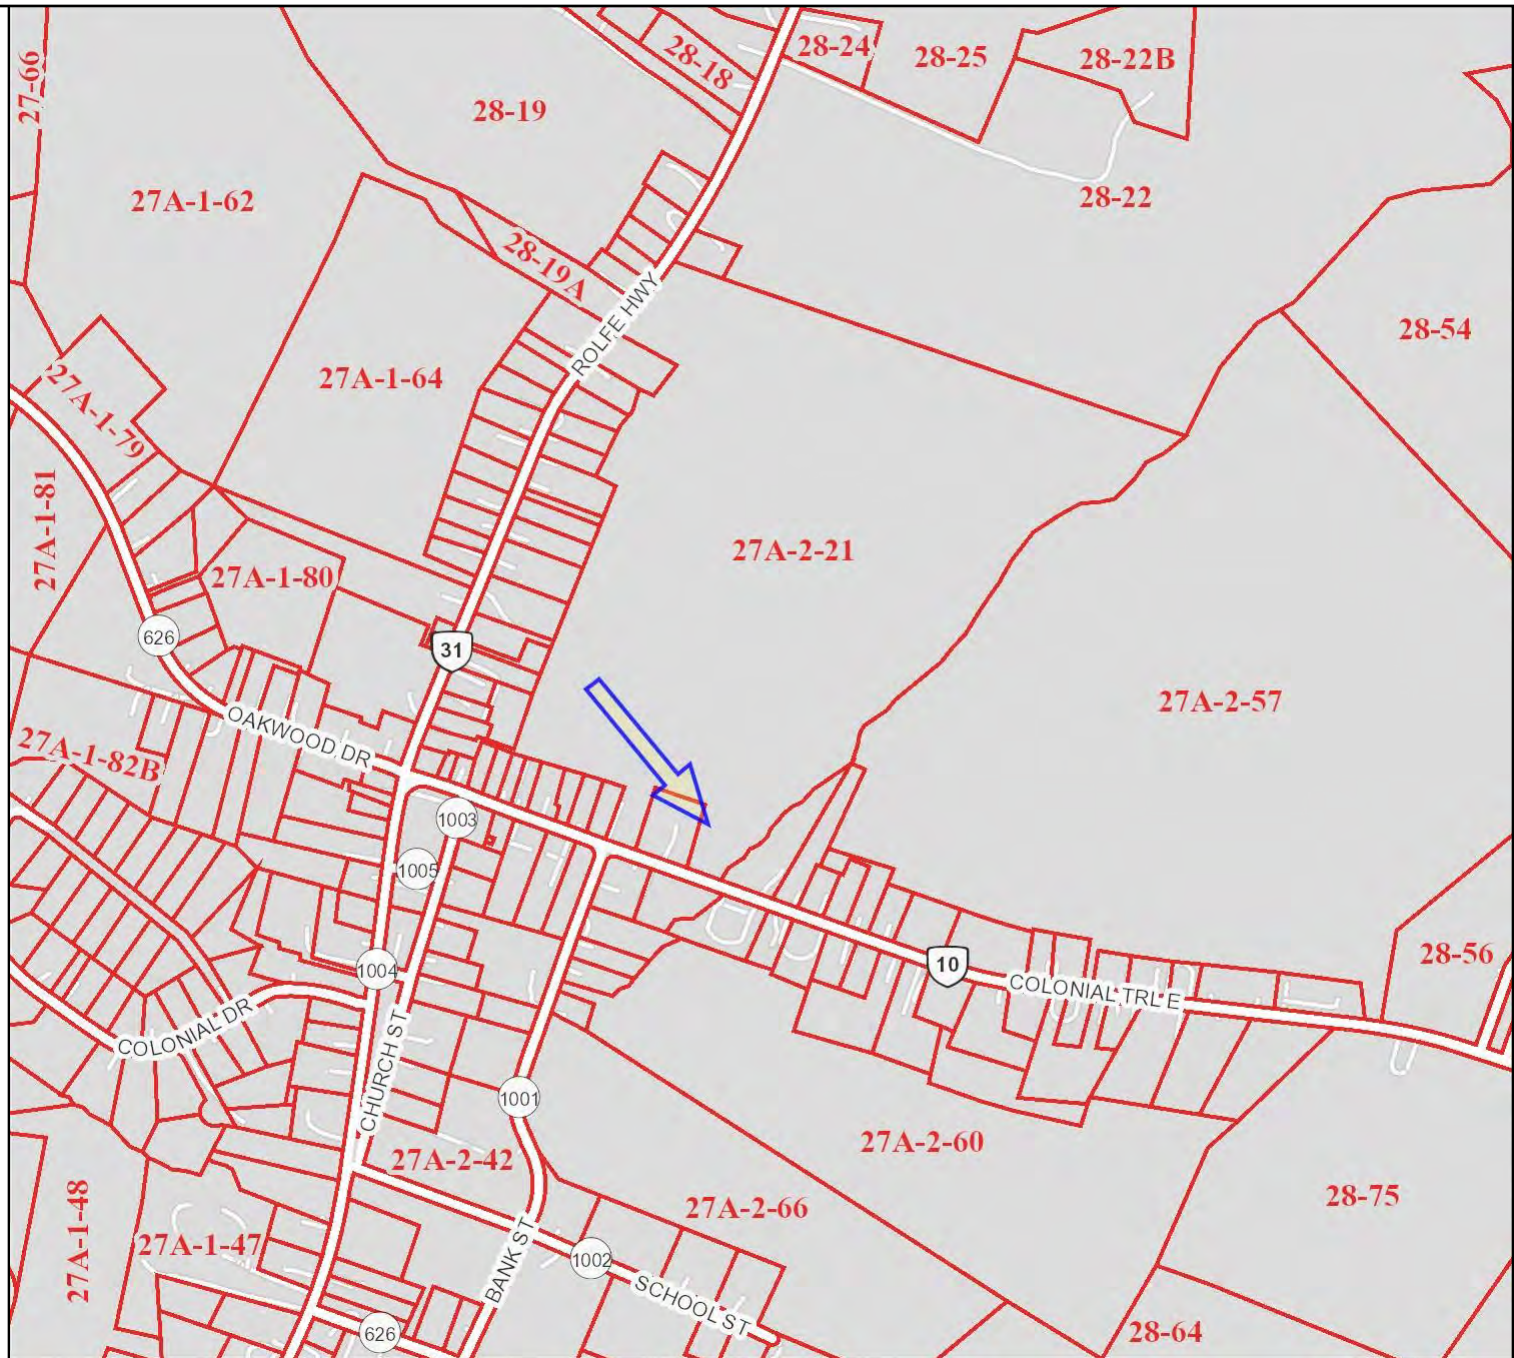 27-66
28-18
28-24
28-25
28-22B
28-19
27A-1-62
28-22
28-19A
ROLFE HWY
28-54
27A-1-64
27A-1-79
27A-1-81
27A-2-21
27A-1-80
626
31
27A-2-57
OAKWOOD DR
27A-1-82B
1003
1005
1004
10
28-56
COLONIAL TRL E
COLONIAL DR
CHURCH ST
1001
27A-2-60
27A-2-42
27A-1-48
27A-2-66
28-75
27A-1-47
BANK ST
1002
SCHOOL ST
626
28-64